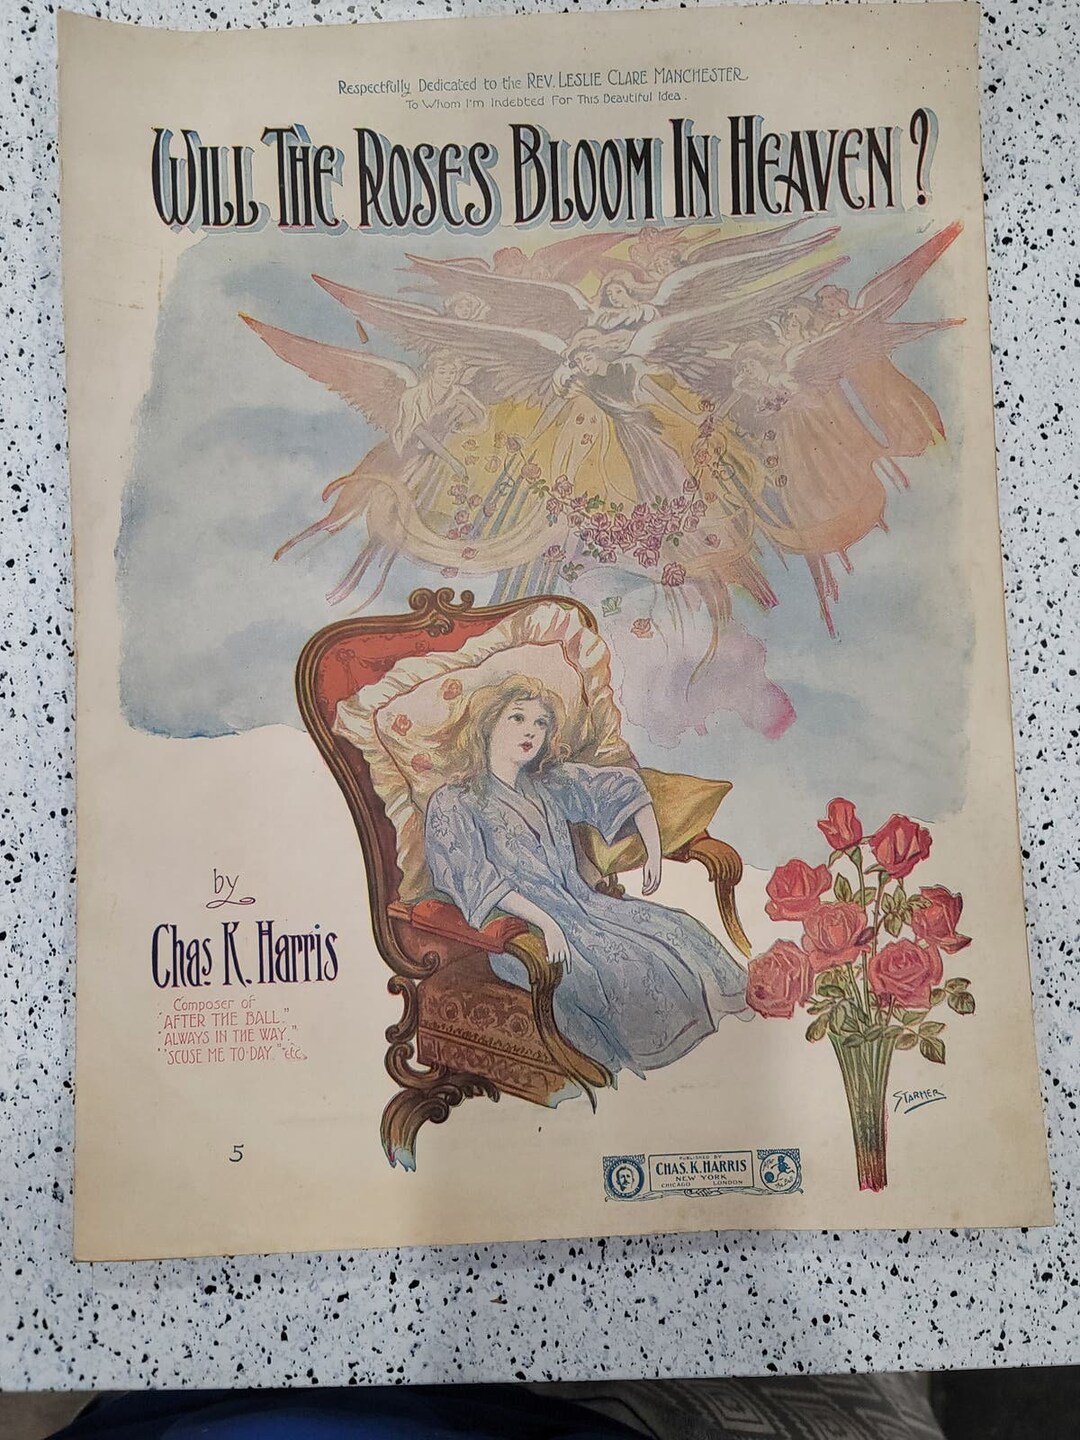 Respectfully Dedicated to the REV. LESLIE CLARE MANCHESTER
To Whom I'm Indebted For This Beautiful Idea.
WILL THE ROSES BLOOM IN HEAVEN?
by
Chas. K. Harris
Composer of
"AFTER THE BALL."
"ALWAYS IN THE WAY."
"'SCUSE ME TO-DAY." etc.
STARMER
5
PUBLISHED BY
CHAS. K. HARRIS
NEW YORK
CHICAGO LONDON